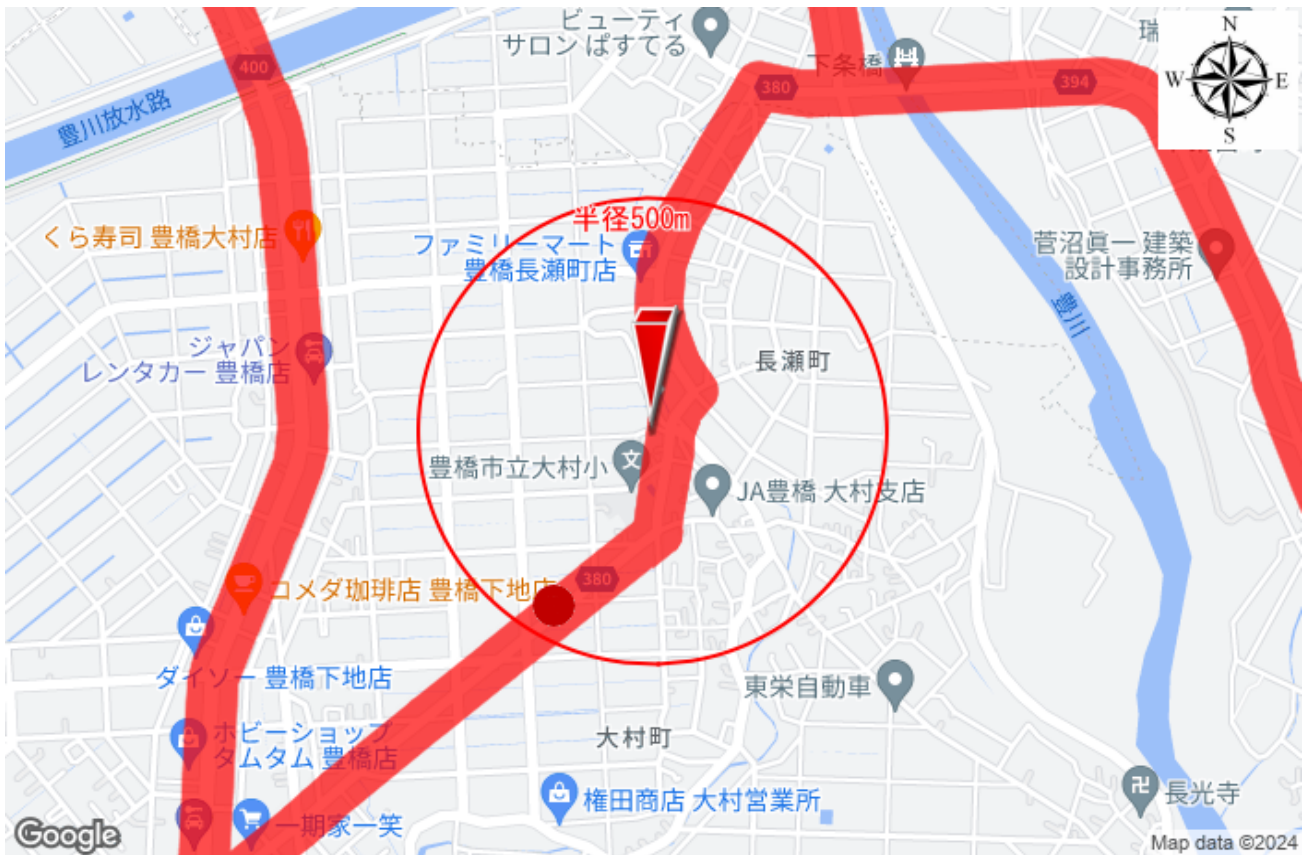 ビューティ
サロン ぱすてる
瑞
N
W
E
S
400
下条橋
380
394
豊川放水路
半径500m
くら寿司 豊橋大村店
ファミリーマート
豊橋長瀬町店
菅沼眞一 建築
設計事務所
豊川
ジャパン
レンタカー 豊橋店
長瀬町
豊橋市立大村小
文
JA豊橋 大村支店
380
コメダ珈琲店 豊橋下地店
ダイソー 豊橋下地店
東栄自動車
ホビーショップ
タムタム 豊橋店
大村町
権田商店 大村営業所
卍
長光寺
一期家一笑
Google
Map data ©2024